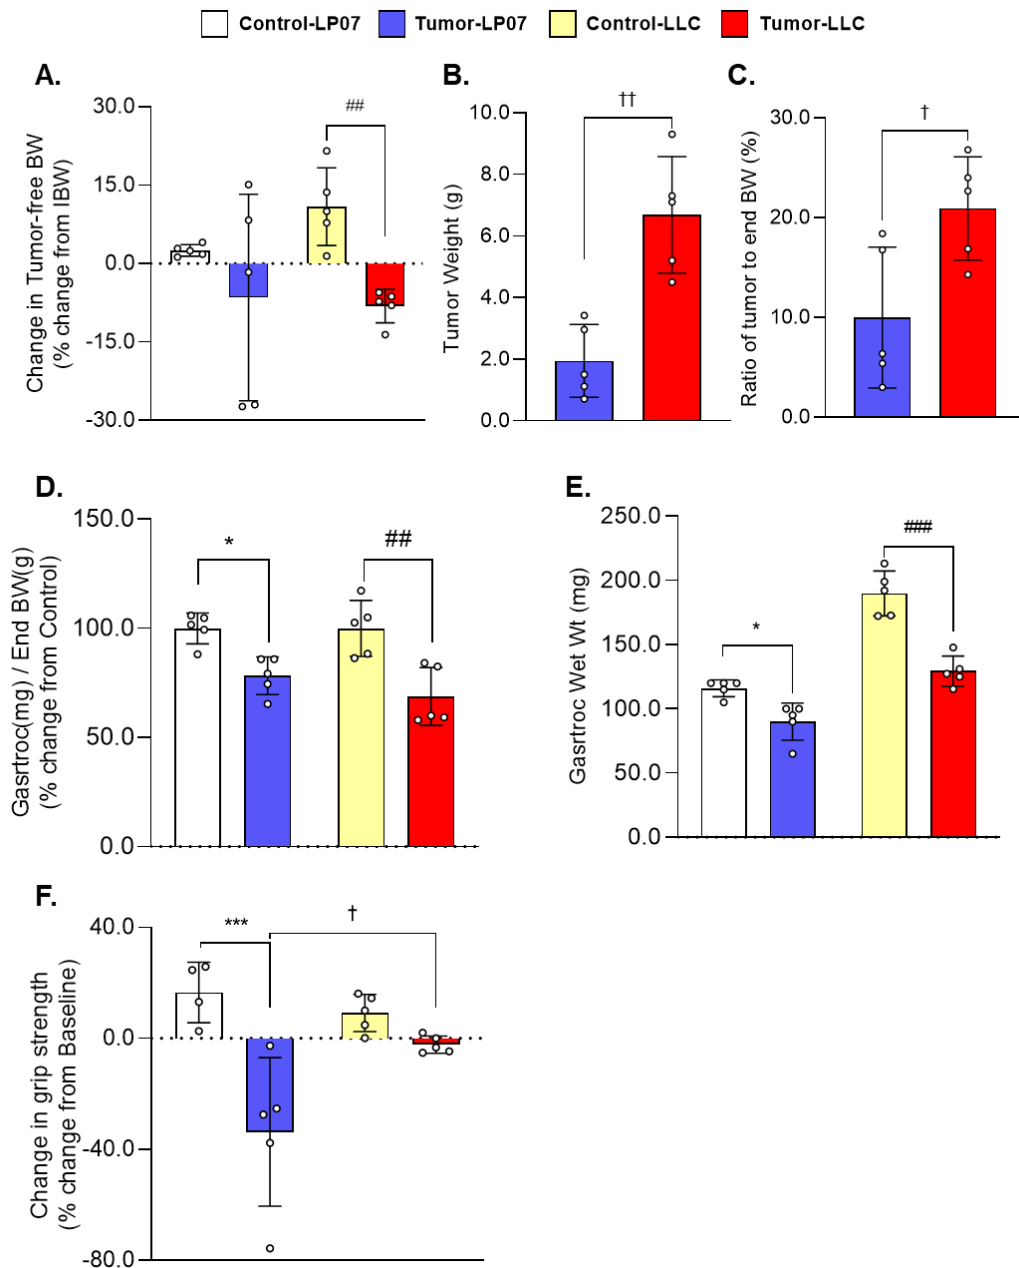 Control-LP07 Tumor-LP07 Control-LLC Tumor-LLC
A.
Change in Tumor-free BW
(% change from IBW)
30.0
15.0
0.0
-15.0
-30.0
##
B.
Tumor Weight (g)
10.0
8.0
6.0
4.0
2.0
0.0
††
C.
Ratio of tumor to end BW (%)
30.0
20.0
10.0
0.0
†
D.
Gasrtroc(mg) / End BW(g)
(% change from Control)
150.0
100.0
50.0
0.0
*
##
E.
Gasrtroc Wet Wt (mg)
250.0
200.0
150.0
100.0
50.0
0.0
*
###
F.
Change in grip strength
(% change from Baseline)
40.0
0.0
-40.0
-80.0
***
†